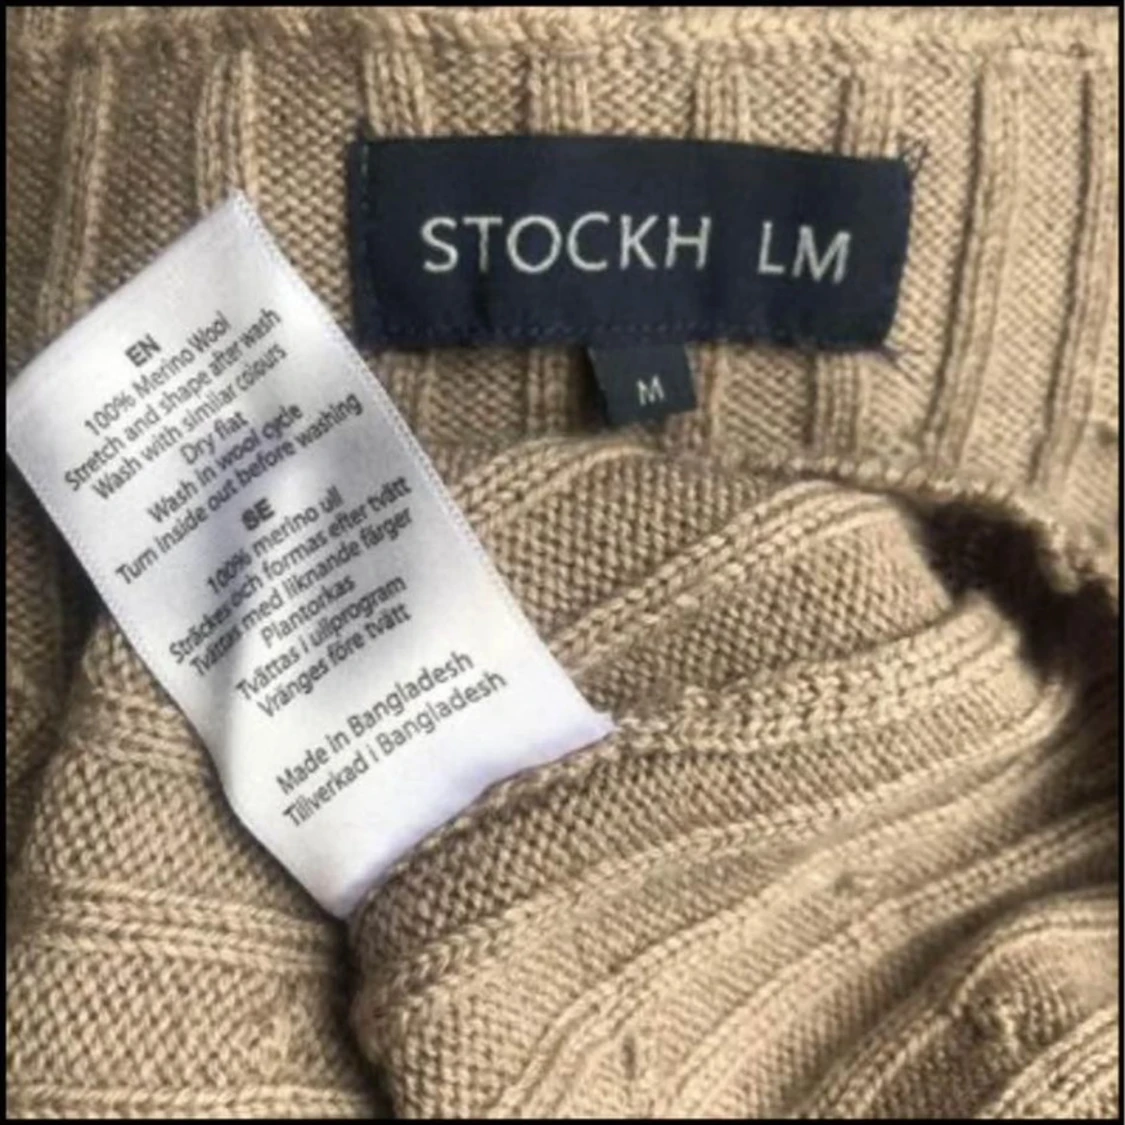 STOCKH LM
M
EN
100% Merino Wool
Stretch and shape after wash
Wash with similar colours
Dry flat
Wash in wool cycle
Turn inside out before washing
SE
100% merino ull
Sträckes och formas efter tvätt
Tvättas med liknande färger
Plantorkas
Tvättas i ullprogram
Vränges före tvätt
Made in Bangladesh
Tillverkad i Bangladesh